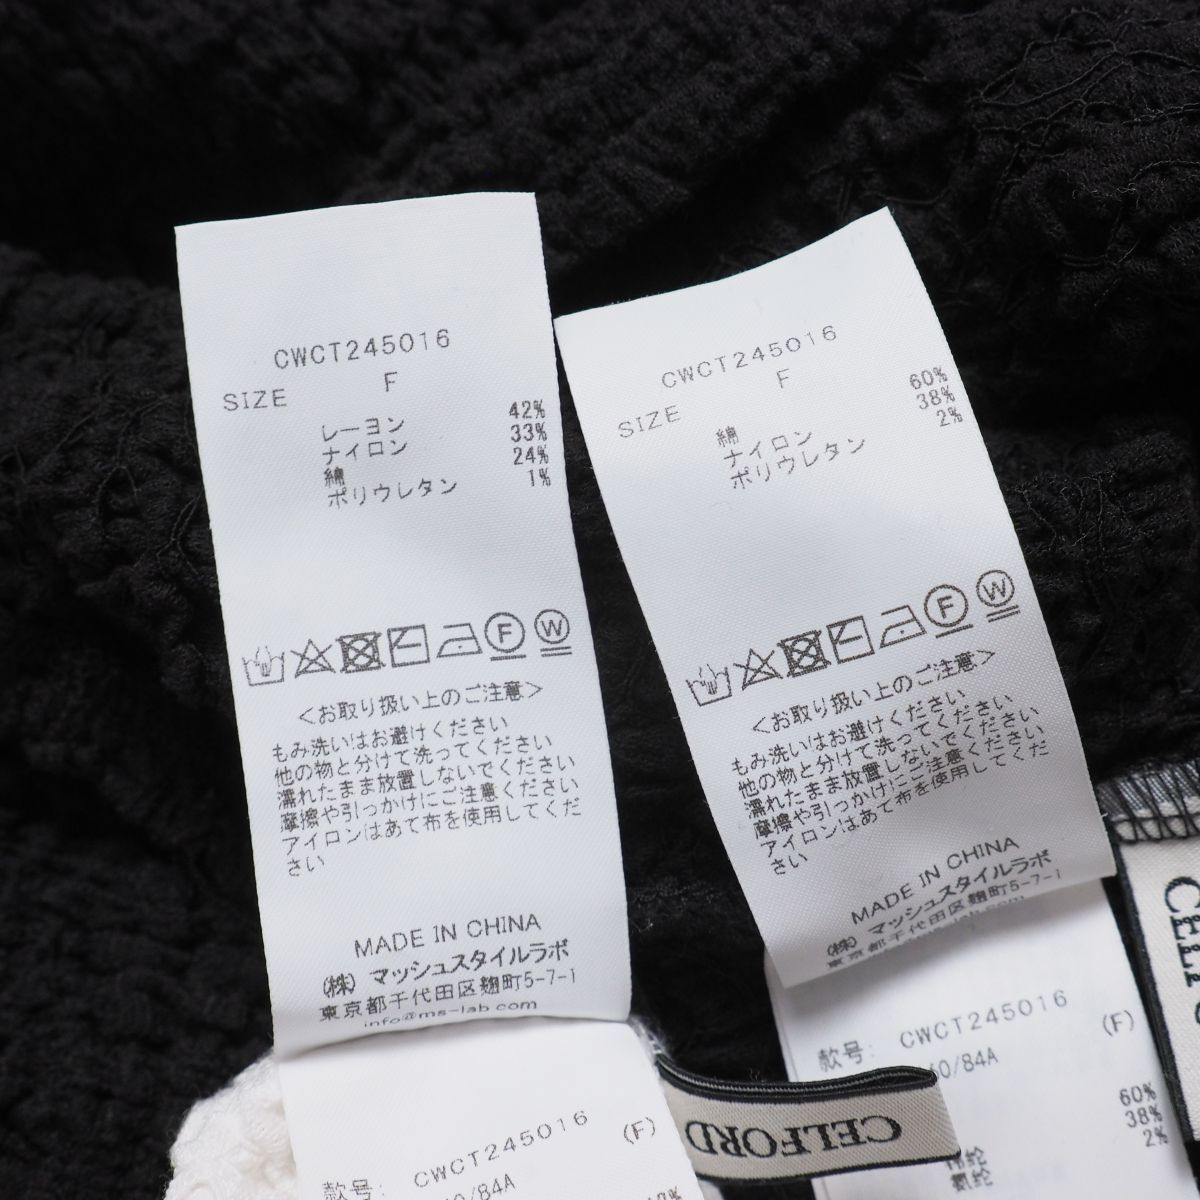 CWCT245016
SIZE F
レーヨン 42%
ナイロン 33%
綿 24%
ポリウレタン 1%
F W
＜お取り扱い上のご注意＞
もみ洗いはお避けください
他の物と分けて洗ってください
濡れたまま放置しないでください
摩擦や引っかけにご注意ください
アイロンはあて布を使用してくだ
さい
MADE IN CHINA
(株) マッシュスタイルラボ
東京都千代田区麹町5-7-1
info@ms-lab.com
款号: CWCT245016
(F)
CWCT245016
SIZE F
綿 60%
ナイロン 38%
ポリウレタン 2%
F W
＜お取り扱い上のご注意＞
もみ洗いはお避けください
他の物と分けて洗ってください
濡れたまま放置しないでください
摩擦や引っかけにご注意ください
アイロンはあて布を使用してくだ
さい
MADE IN CHINA
(株) マッシュスタイルラボ
東京都千代田区麹町5-7-1
款号: CWCT245016
(F)
/84A
60%
38%
2%
CELFORD